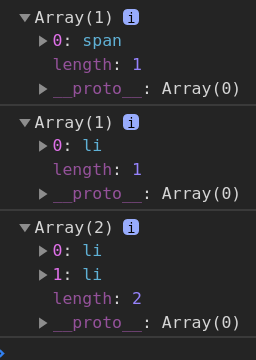 Array(1) i
0: span
length: 1
__proto__: Array(0)
Array(1) i
0: li
length: 1
__proto__: Array(0)
Array(2) i
0: li
1: li
length: 2
__proto__: Array(0)